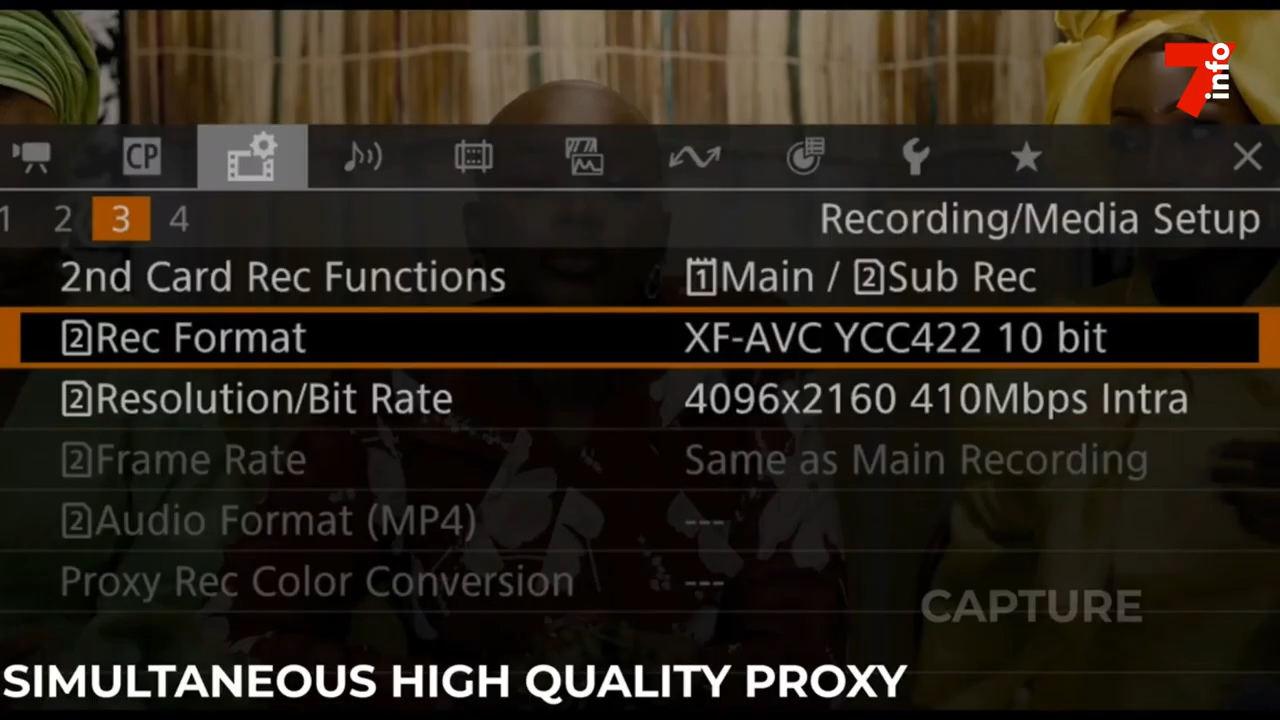 7info
CP
1 2 3 4
Recording/Media Setup
2nd Card Rec Functions 1Main / 2Sub Rec
2Rec Format XF-AVC YCC422 10 bit
2Resolution/Bit Rate 4096x2160 410Mbps Intra
2Frame Rate Same as Main Recording
2Audio Format (MP4) ---
Proxy Rec Color Conversion ---
CAPTURE
SIMULTANEOUS HIGH QUALITY PROXY